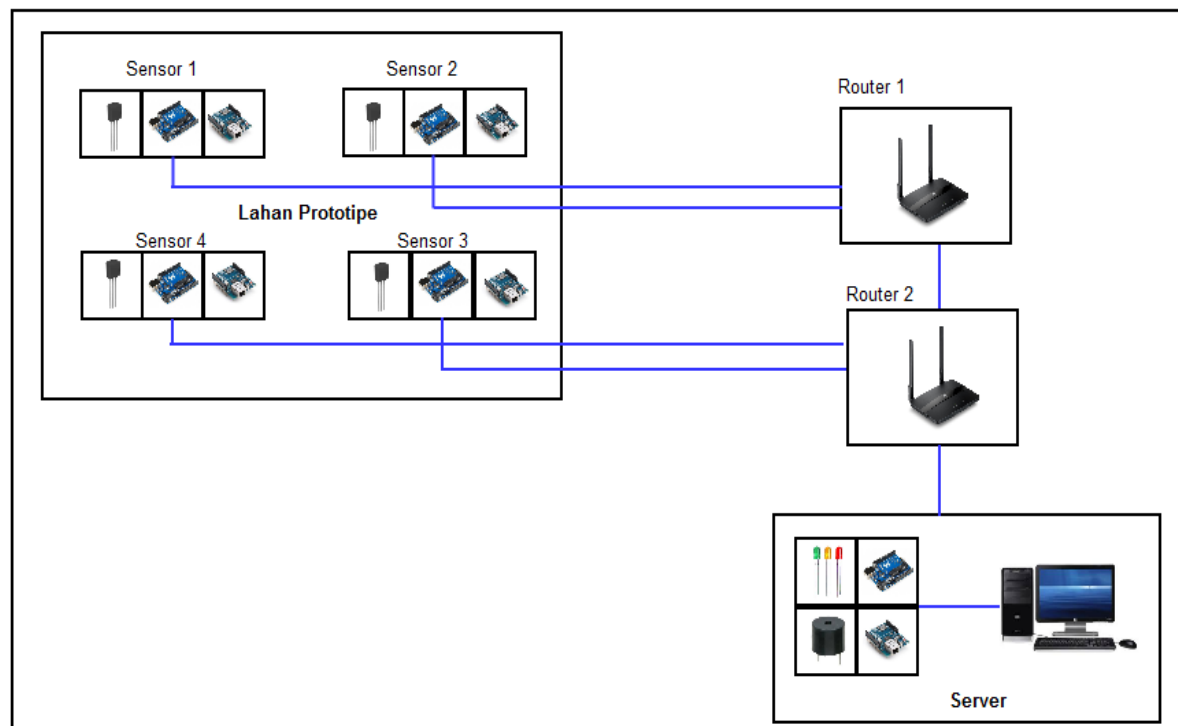 Sensor 1
Sensor 2
Router 1
Lahan Prototipe
Sensor 4
Sensor 3
Router 2
Server